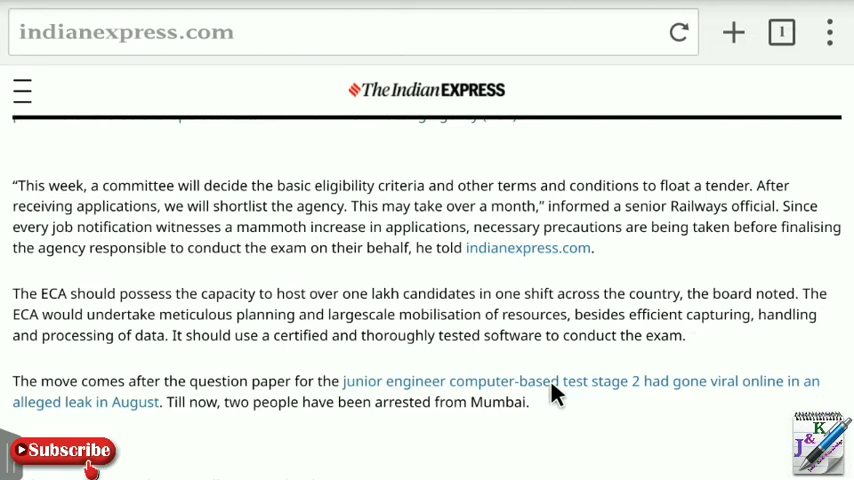 indianexpress.com
1
The Indian EXPRESS
“This week, a committee will decide the basic eligibility criteria and other terms and conditions to float a tender. After
receiving applications, we will shortlist the agency. This may take over a month,” informed a senior Railways official. Since
every job notification witnesses a mammoth increase in applications, necessary precautions are being taken before finalising
the agency responsible to conduct the exam on their behalf, he told indianexpress.com.
The ECA should possess the capacity to host over one lakh candidates in one shift across the country, the board noted. The
ECA would undertake meticulous planning and largescale mobilisation of resources, besides efficient capturing, handling
and processing of data. It should use a certified and thoroughly tested software to conduct the exam.
The move comes after the question paper for the junior engineer computer-based test stage 2 had gone viral online in an
alleged leak in August. Till now, two people have been arrested from Mumbai.
Subscribe
J&K